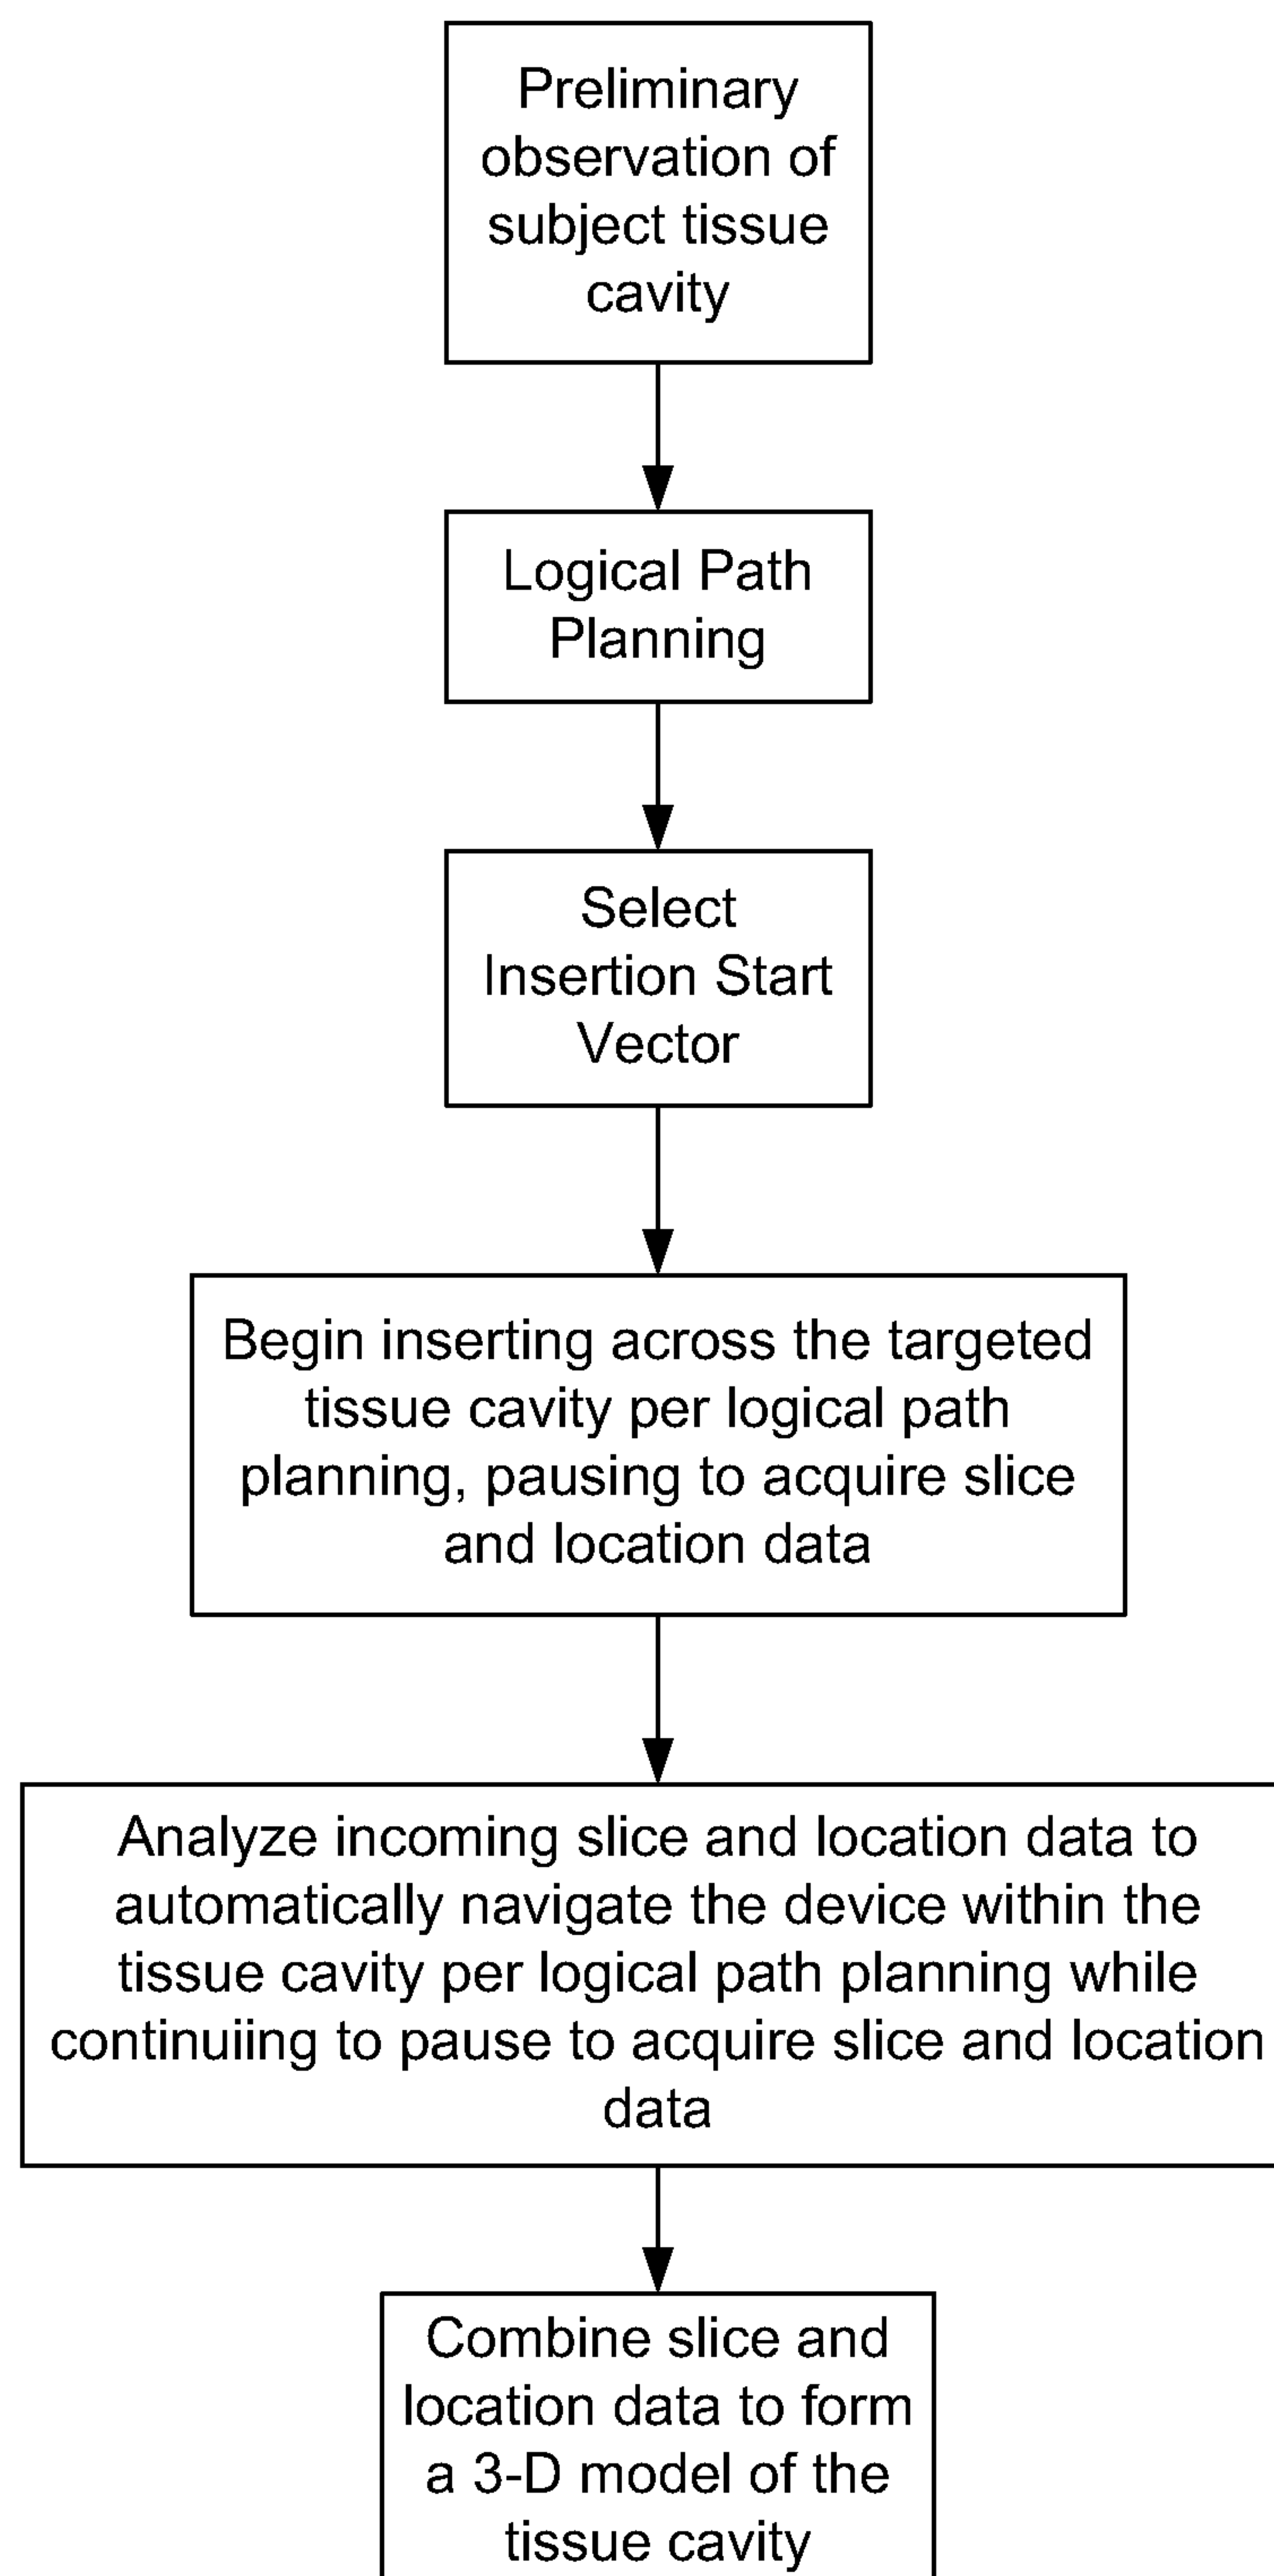 Preliminary
observation of
subject tissue
cavity
Logical Path
Planning
Select
Insertion Start
Vector
Begin inserting across the targeted
tissue cavity per logical path
planning, pausing to acquire slice
and location data
Analyze incoming slice and location data to
automatically navigate the device within the
tissue cavity per logical path planning while
continuiing to pause to acquire slice and location
data
Combine slice and
location data to form
a 3-D model of the
tissue cavity